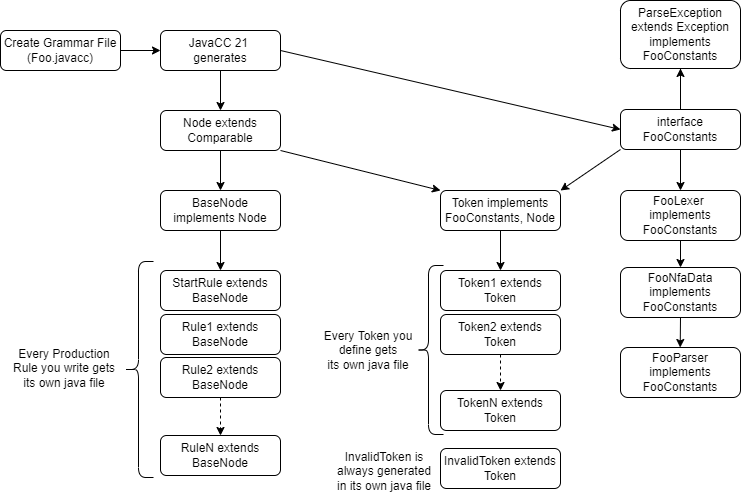 Create Grammar File
(Foo.javacc)
JavaCC 21
generates
ParseException
extends Exception
implements
FooConstants
Node extends
Comparable
interface
FooConstants
BaseNode
implements Node
Token implements
FooConstants, Node
FooLexer
implements
FooConstants
StartRule extends
BaseNode
Rule1 extends
BaseNode
Rule2 extends
BaseNode
RuleN extends
BaseNode
Every Production
Rule you write gets
its own java file
Token1 extends
Token
Token2 extends
Token
TokenN extends
Token
Every Token you
define gets
its own java file
InvalidToken is
always generated
in its own java file
InvalidToken extends
Token
FooNfaData
implements
FooConstants
FooParser
implements
FooConstants